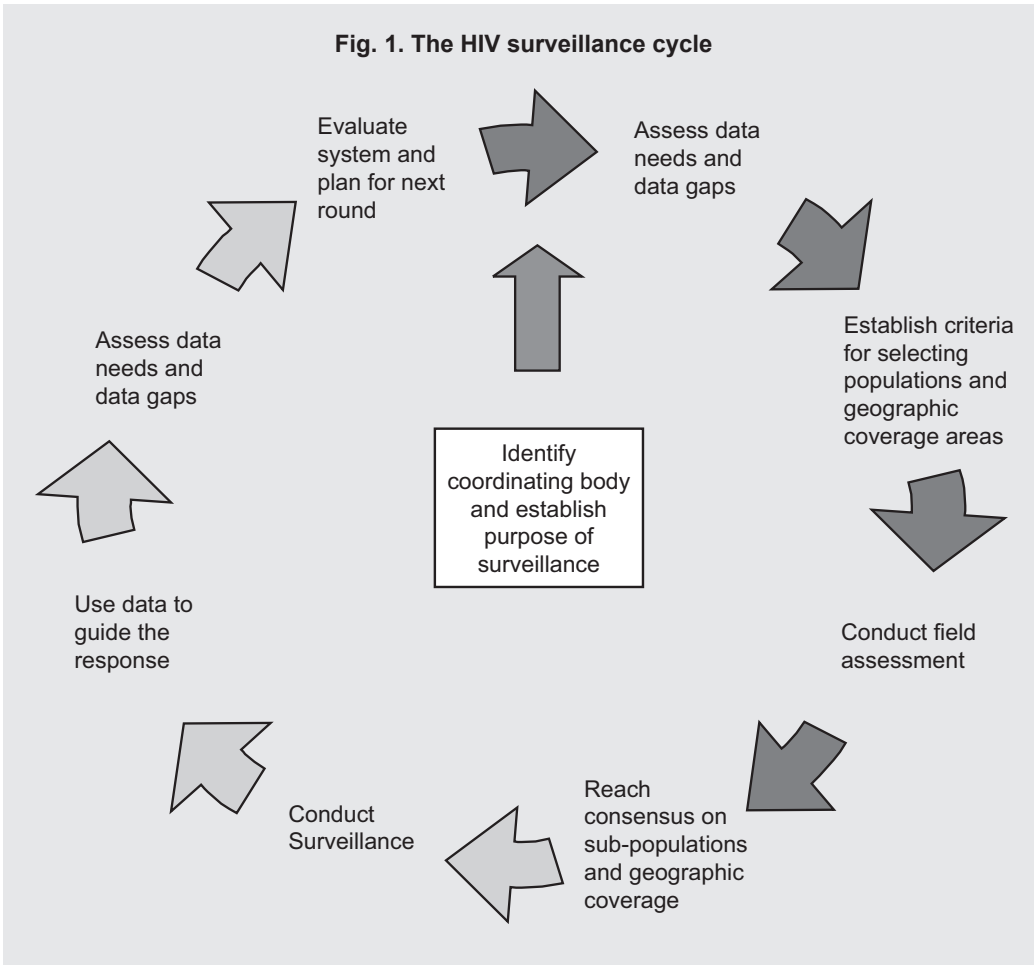 Fig. 1. The HIV surveillance cycle
Evaluate
system and
plan for next
round
Assess data
needs and
data gaps
Establish criteria
for selecting
populations and
geographic
coverage areas
Conduct field
assessment
Reach
consensus on
sub-populations
and geographic
coverage
Conduct
Surveillance
Use data to
guide the
response
Assess data
needs and
data gaps
Identify
coordinating body
and establish
purpose of
surveillance